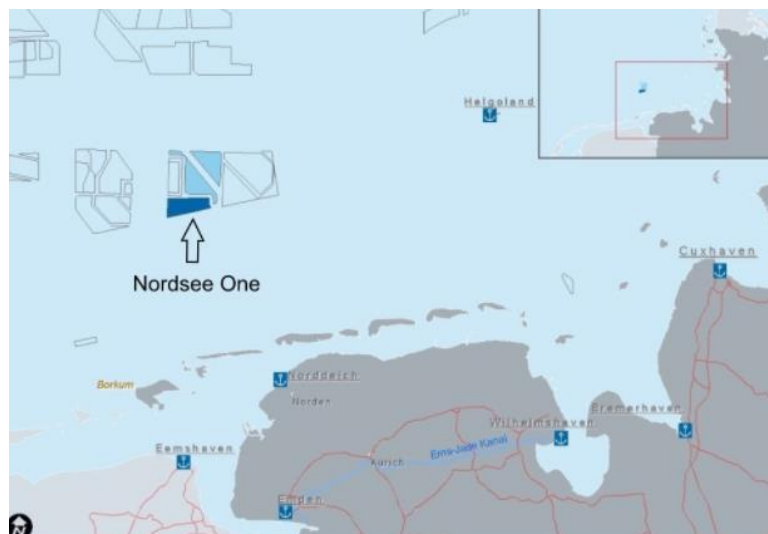 Helgoland
Cuxhaven
Nordsee One
Borkum
Norddeich
Norden
Bremerhaven
Wilhelmshaven
Eemshaven
Ems-Jade Kanal
Aurich
Emden
N